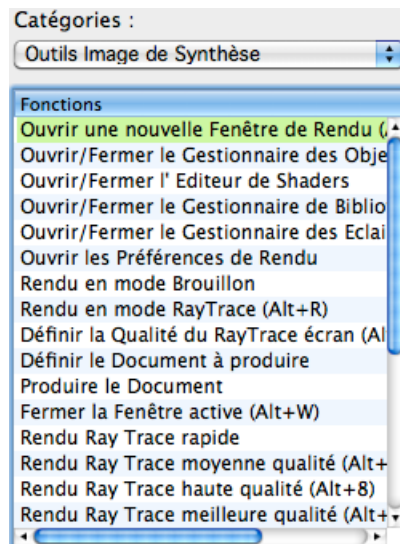 Catégories :
Outils Image de Synthèse
Fonctions
Ouvrir une nouvelle Fenêtre de Rendu (
Ouvrir/Fermer le Gestionnaire des Obje
Ouvrir/Fermer l' Editeur de Shaders
Ouvrir/Fermer le Gestionnaire de Biblio
Ouvrir/Fermer le Gestionnaire des Eclai
Ouvrir les Préférences de Rendu
Rendu en mode Brouillon
Rendu en mode RayTrace (Alt+R)
Définir la Qualité du RayTrace écran (Al
Définir le Document à produire
Produire le Document
Fermer la Fenêtre active (Alt+W)
Rendu Ray Trace rapide
Rendu Ray Trace moyenne qualité (Alt+
Rendu Ray Trace haute qualité (Alt+8)
Rendu Ray Trace meilleure qualité (Alt+